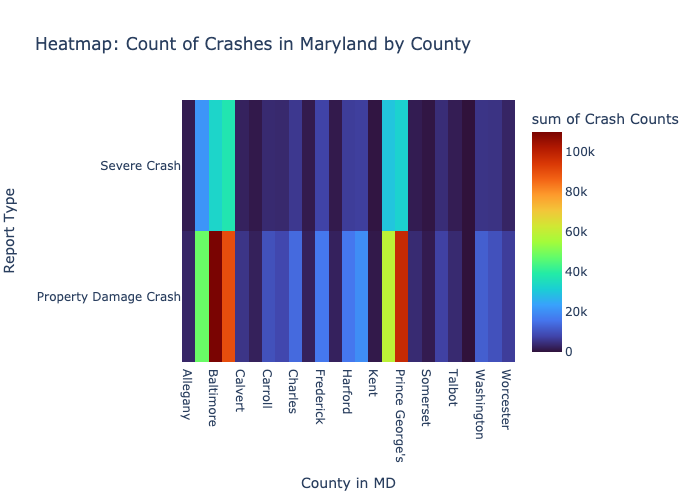 Heatmap: Count of Crashes in Maryland by County
sum of Crash Counts
100k
80k
60k
40k
20k
0
Report Type
Severe Crash
Property Damage Crash
Allegany
Baltimore
Calvert
Carroll
Charles
Frederick
Harford
Kent
Prince George's
Somerset
Talbot
Washington
Worcester
County in MD